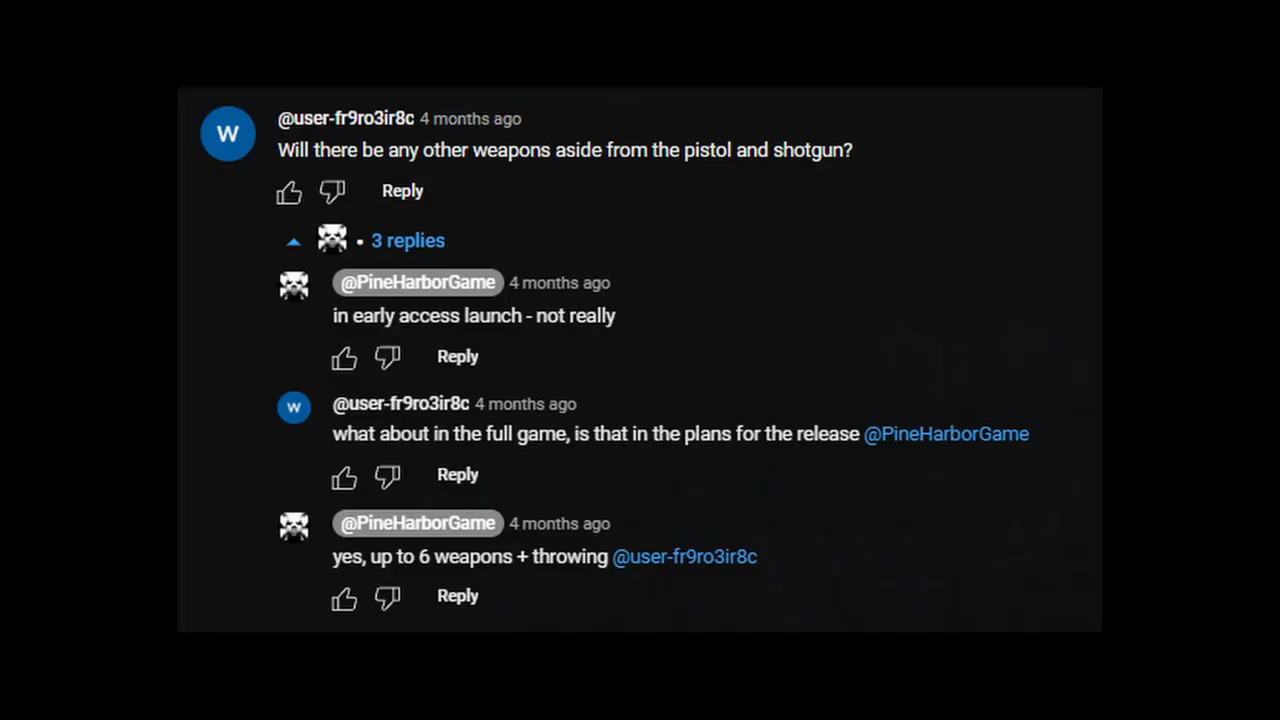 W
@user-fr9ro3ir8c 4 months ago
Will there be any other weapons aside from the pistol and shotgun?
Reply
• 3 replies
@PineHarborGame 4 months ago
in early access launch - not really
Reply
W
@user-fr9ro3ir8c 4 months ago
what about in the full game, is that in the plans for the release @PineHarborGame
Reply
@PineHarborGame 4 months ago
yes, up to 6 weapons + throwing @user-fr9ro3ir8c
Reply